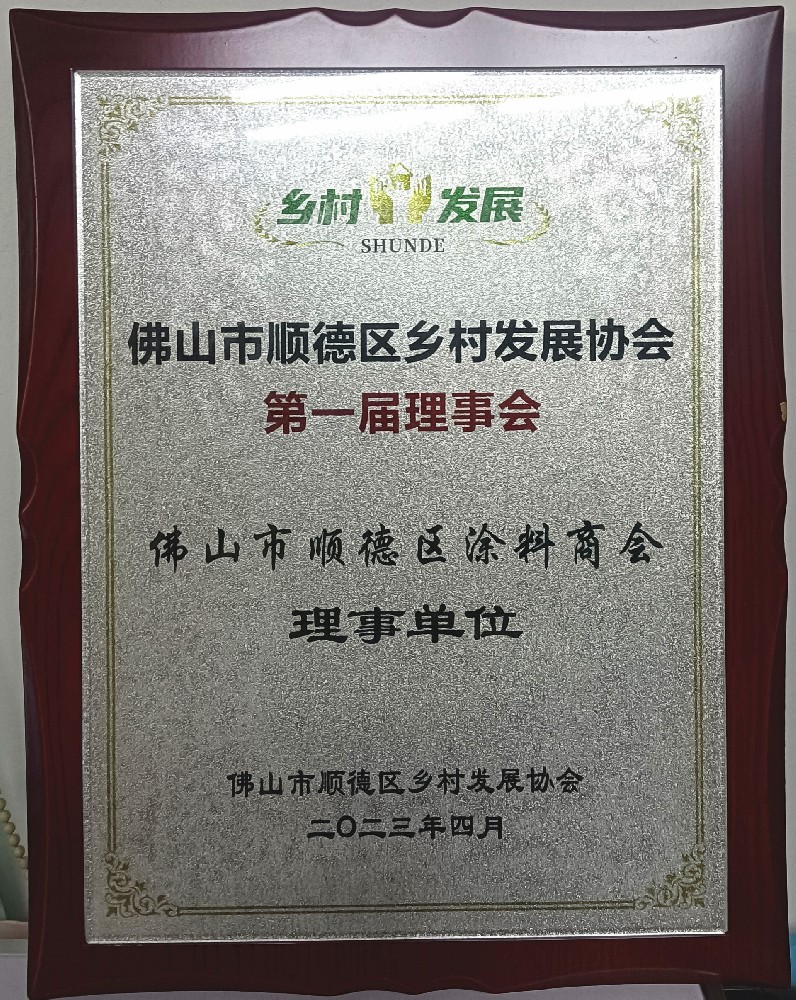 乡村发展
SHUNDE
佛山市顺德区乡村发展协会
第一届理事会
佛山市顺德区涂料商会
理事单位
佛山市顺德区乡村发展协会
二〇二三年四月